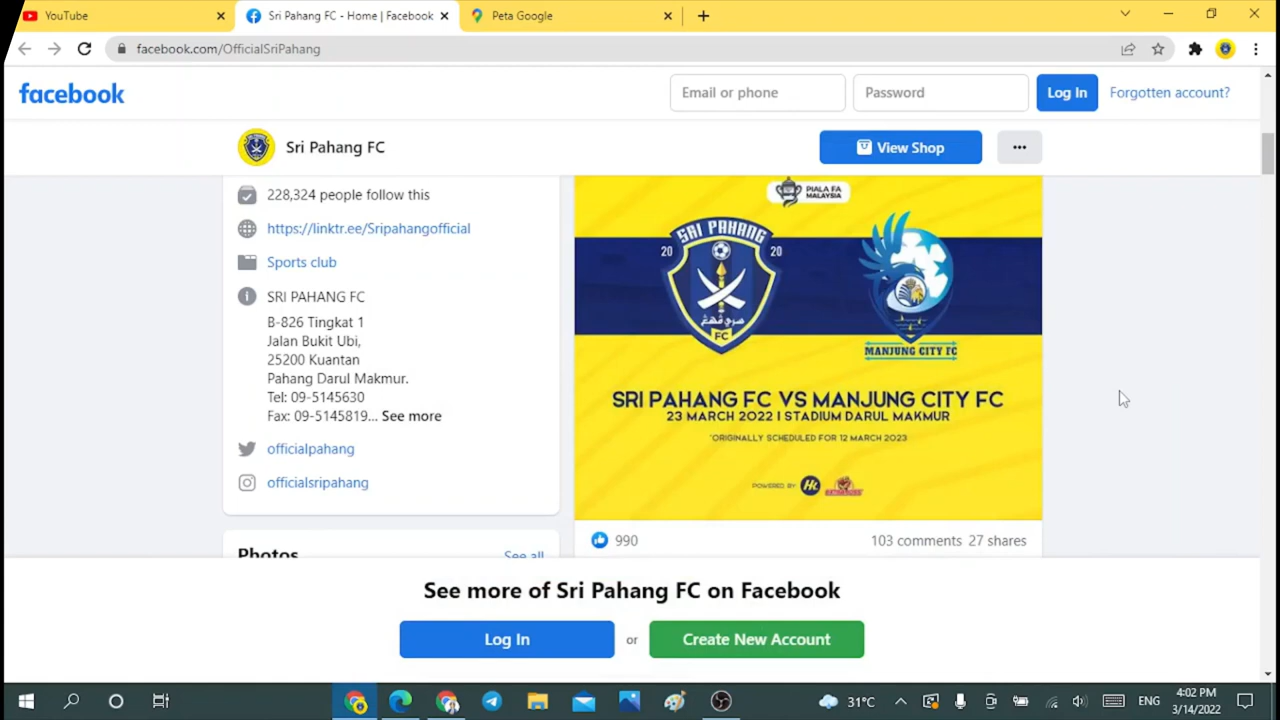 YouTube
Sri Pahang FC - Home | Facebook
Peta Google
facebook.com/OfficialSriPahang
facebook
Email or phone
Password
Log In
Forgotten account?
Sri Pahang FC
View Shop
228,324 people follow this
https://linktr.ee/Sripahangofficial
Sports club
SRI PAHANG FC
B-826 Tingkat 1
Jalan Bukit Ubi,
25200 Kuantan
Pahang Darul Makmur.
Tel: 09-5145630
Fax: 09-5145819... See more
officialpahang
officialsripahang
Photos
See all
PIALA FA
MALAYSIA
SRI PAHANG
20 20
سري ڤهڠ
FC
MANJUNG CITY FC
SRI PAHANG FC VS MANJUNG CITY FC
23 MARCH 2022 | STADIUM DARUL MAKMUR
*ORIGINALLY SCHEDULED FOR 12 MARCH 2023
POWERED BY:
990
103 comments 27 shares
See more of Sri Pahang FC on Facebook
Log In
or
Create New Account
31°C
ENG
4:02 PM
3/14/2022